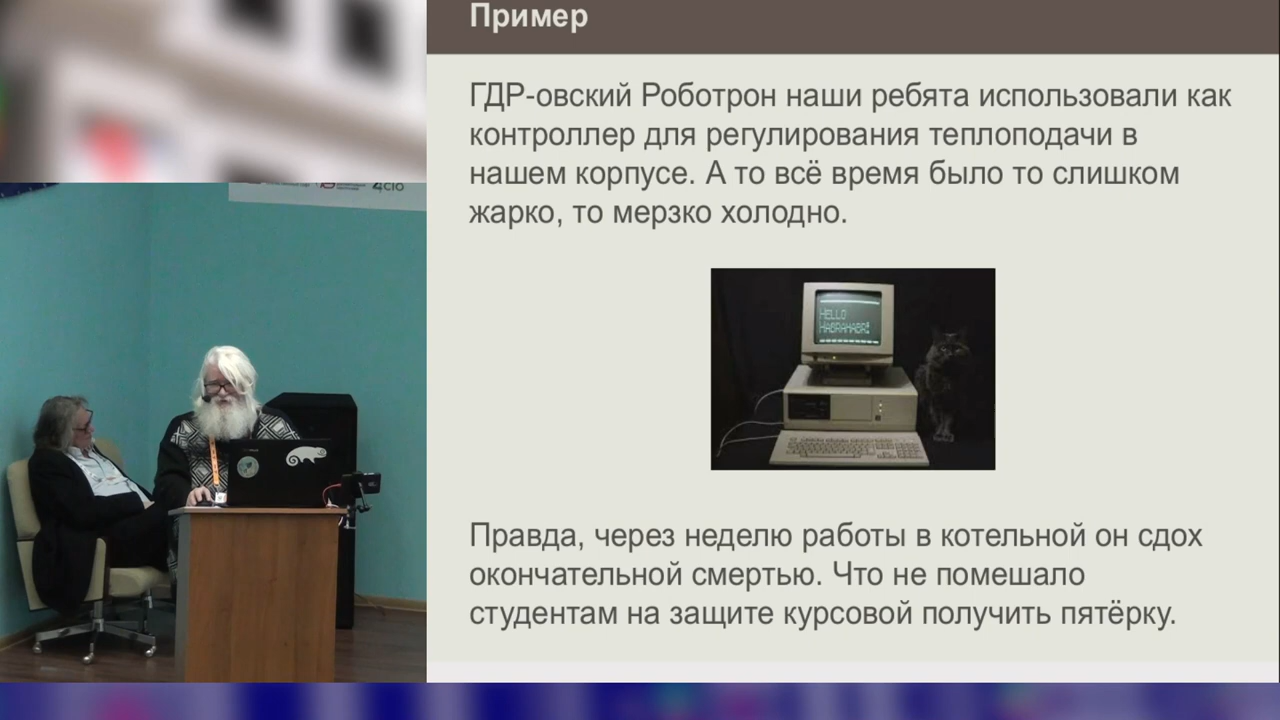 Пример
ГДР-овский Роботрон наши ребята использовали как
контроллер для регулирования теплоподачи в
нашем корпусе. А то всё время было то слишком
жарко, то мерзко холодно.
HELLO
HABRAHABR!
Правда, через неделю работы в котельной он сдох
окончательной смертью. Что не помешало
студентам на защите курсовой получить пятёрку.
4CIO